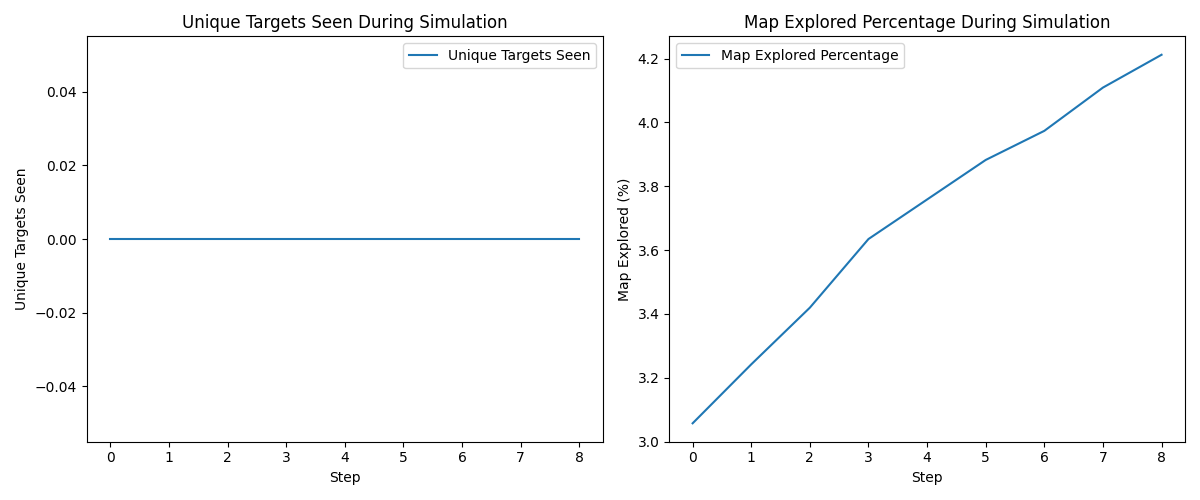 Unique Targets Seen During Simulation
Unique Targets Seen
0.04
0.02
0.00
−0.02
−0.04
Unique Targets Seen
0 1 2 3 4 5 6 7 8
Step
Map Explored Percentage During Simulation
Map Explored Percentage
4.2
4.0
3.8
3.6
3.4
3.2
3.0
Map Explored (%)
0 1 2 3 4 5 6 7 8
Step